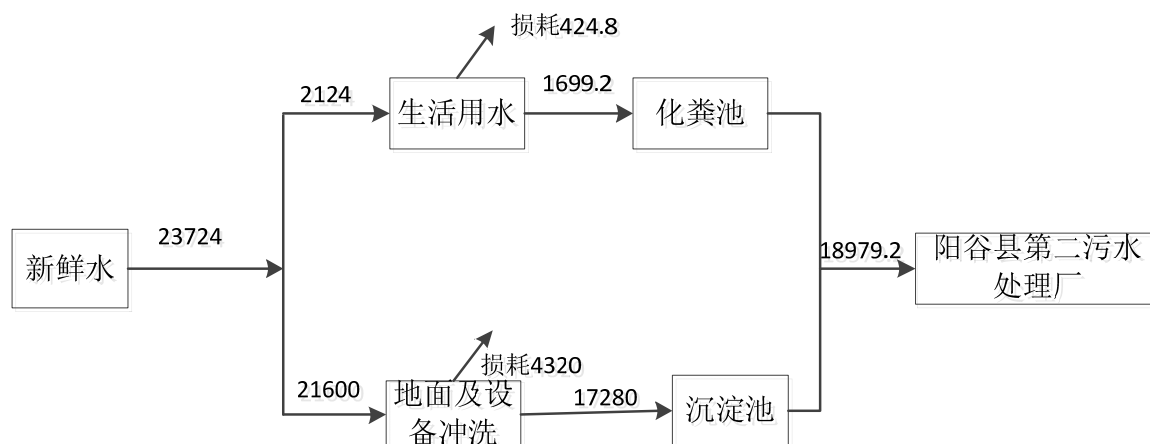 损耗424.8
2124
生活用水
1699.2
化粪池
新鲜水
23724
18979.2
阳谷县第二污水
处理厂
损耗4320
21600
地面及设
备冲洗
17280
沉淀池